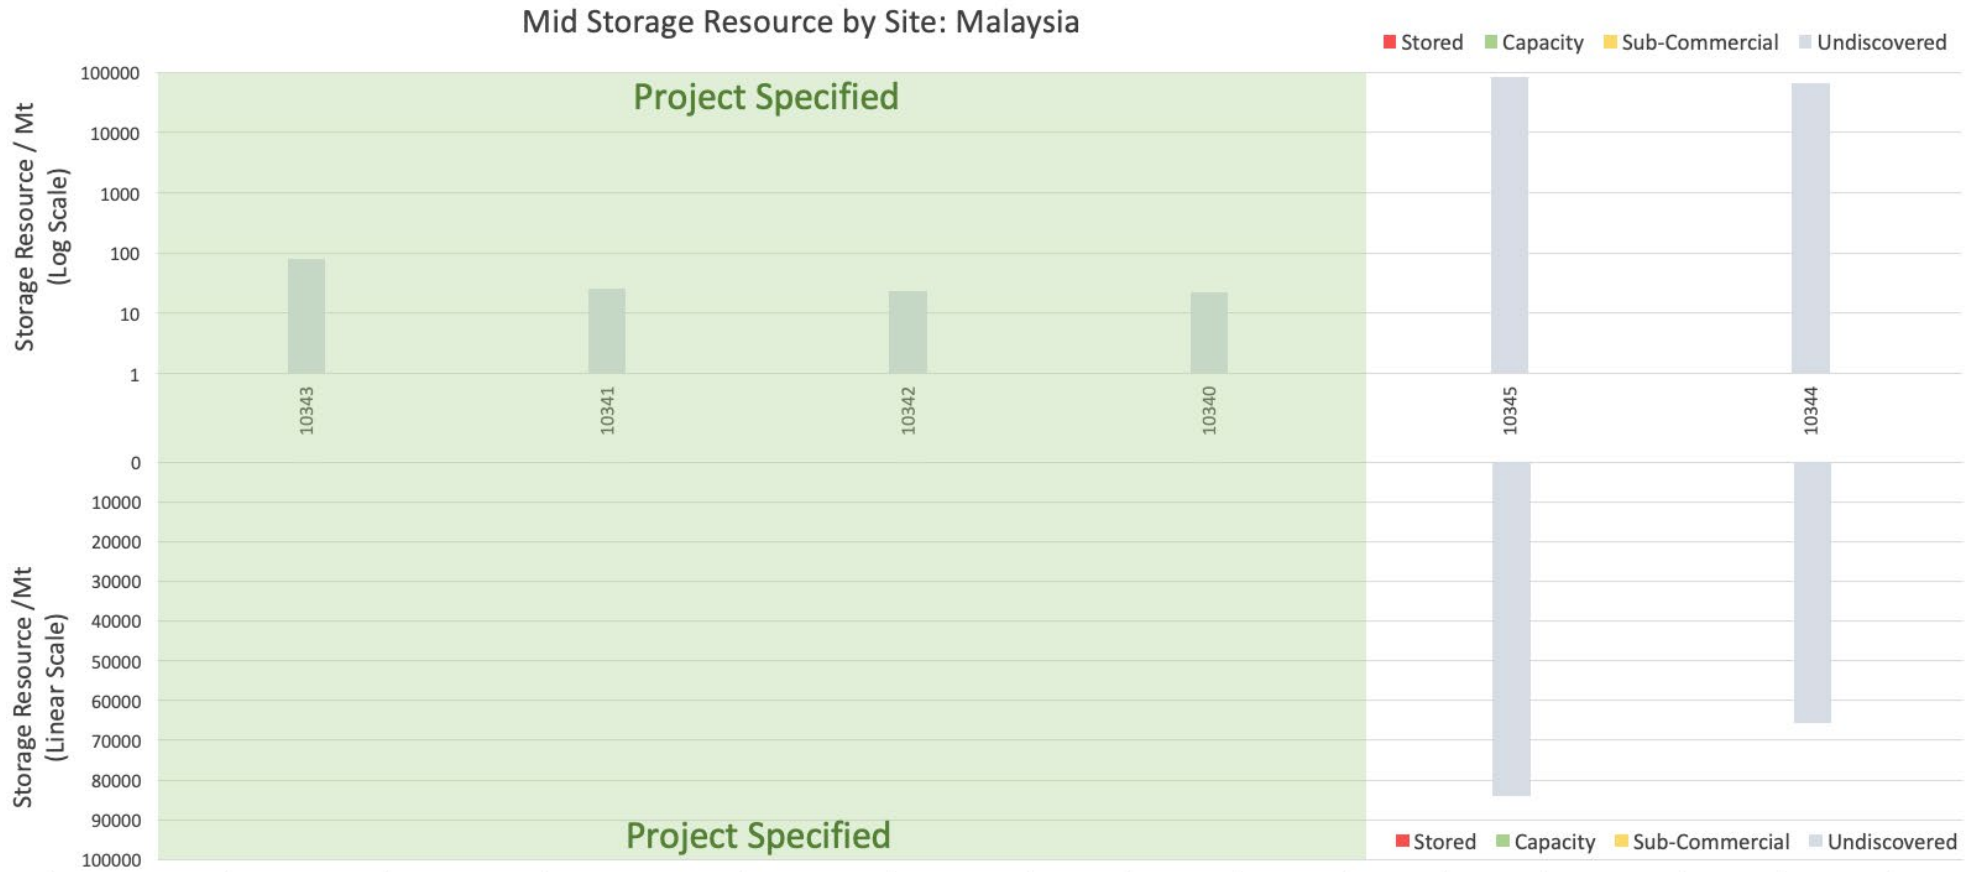 Mid Storage Resource by Site: Malaysia
Stored Capacity Sub-Commercial Undiscovered
Project Specified
Storage Resource / Mt
(Log Scale)
100000
10000
1000
100
10
1
10343 10341 10342 10340 10345 10344
Storage Resource /Mt
(Linear Scale)
0
10000
20000
30000
40000
50000
60000
70000
80000
90000
100000
Project Specified
Stored Capacity Sub-Commercial Undiscovered